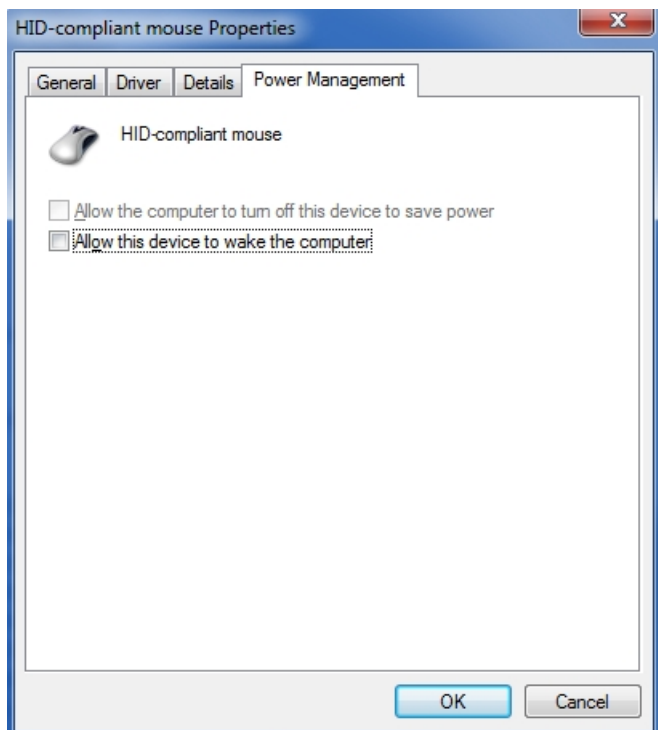 HID-compliant mouse Properties
General Driver Details Power Management
HID-compliant mouse
Allow the computer to turn off this device to save power
Allow this device to wake the computer
OK Cancel